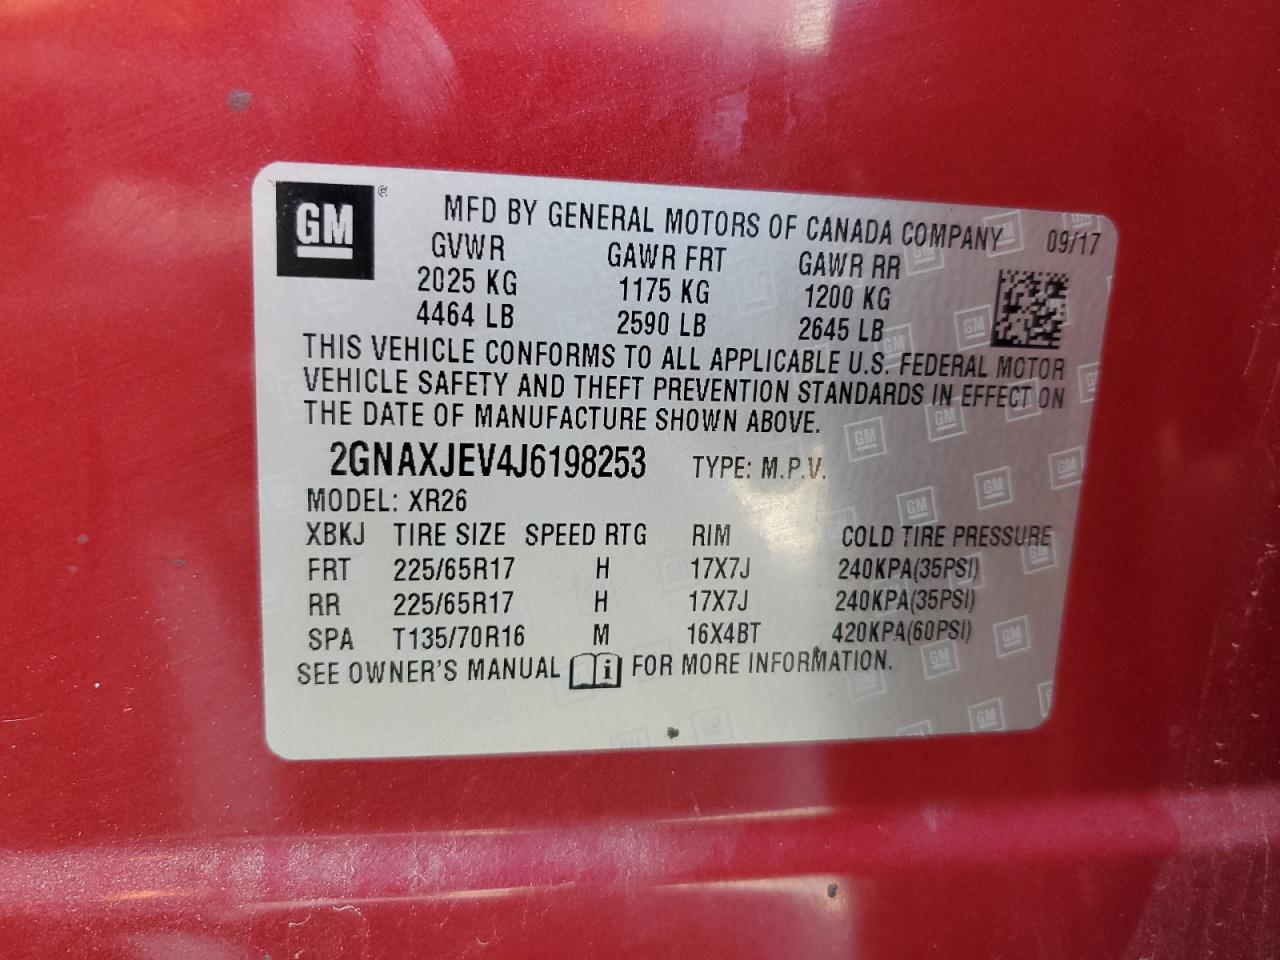 GM ®
MFD BY GENERAL MOTORS OF CANADA COMPANY 09/17
GVWR GAWR FRT GAWR RR
2025 KG 1175 KG 1200 KG
4464 LB 2590 LB 2645 LB
THIS VEHICLE CONFORMS TO ALL APPLICABLE U.S. FEDERAL MOTOR
VEHICLE SAFETY AND THEFT PREVENTION STANDARDS IN EFFECT ON
THE DATE OF MANUFACTURE SHOWN ABOVE.
2GNAXJEV4J6198253 TYPE: M.P.V.
MODEL: XR26
XBKJ TIRE SIZE SPEED RTG RIM COLD TIRE PRESSURE
FRT 225/65R17 H 17X7J 240KPA(35PSI)
RR 225/65R17 H 17X7J 240KPA(35PSI)
SPA T135/70R16 M 16X4BT 420KPA(60PSI)
SEE OWNER'S MANUAL i FOR MORE INFORMATION.